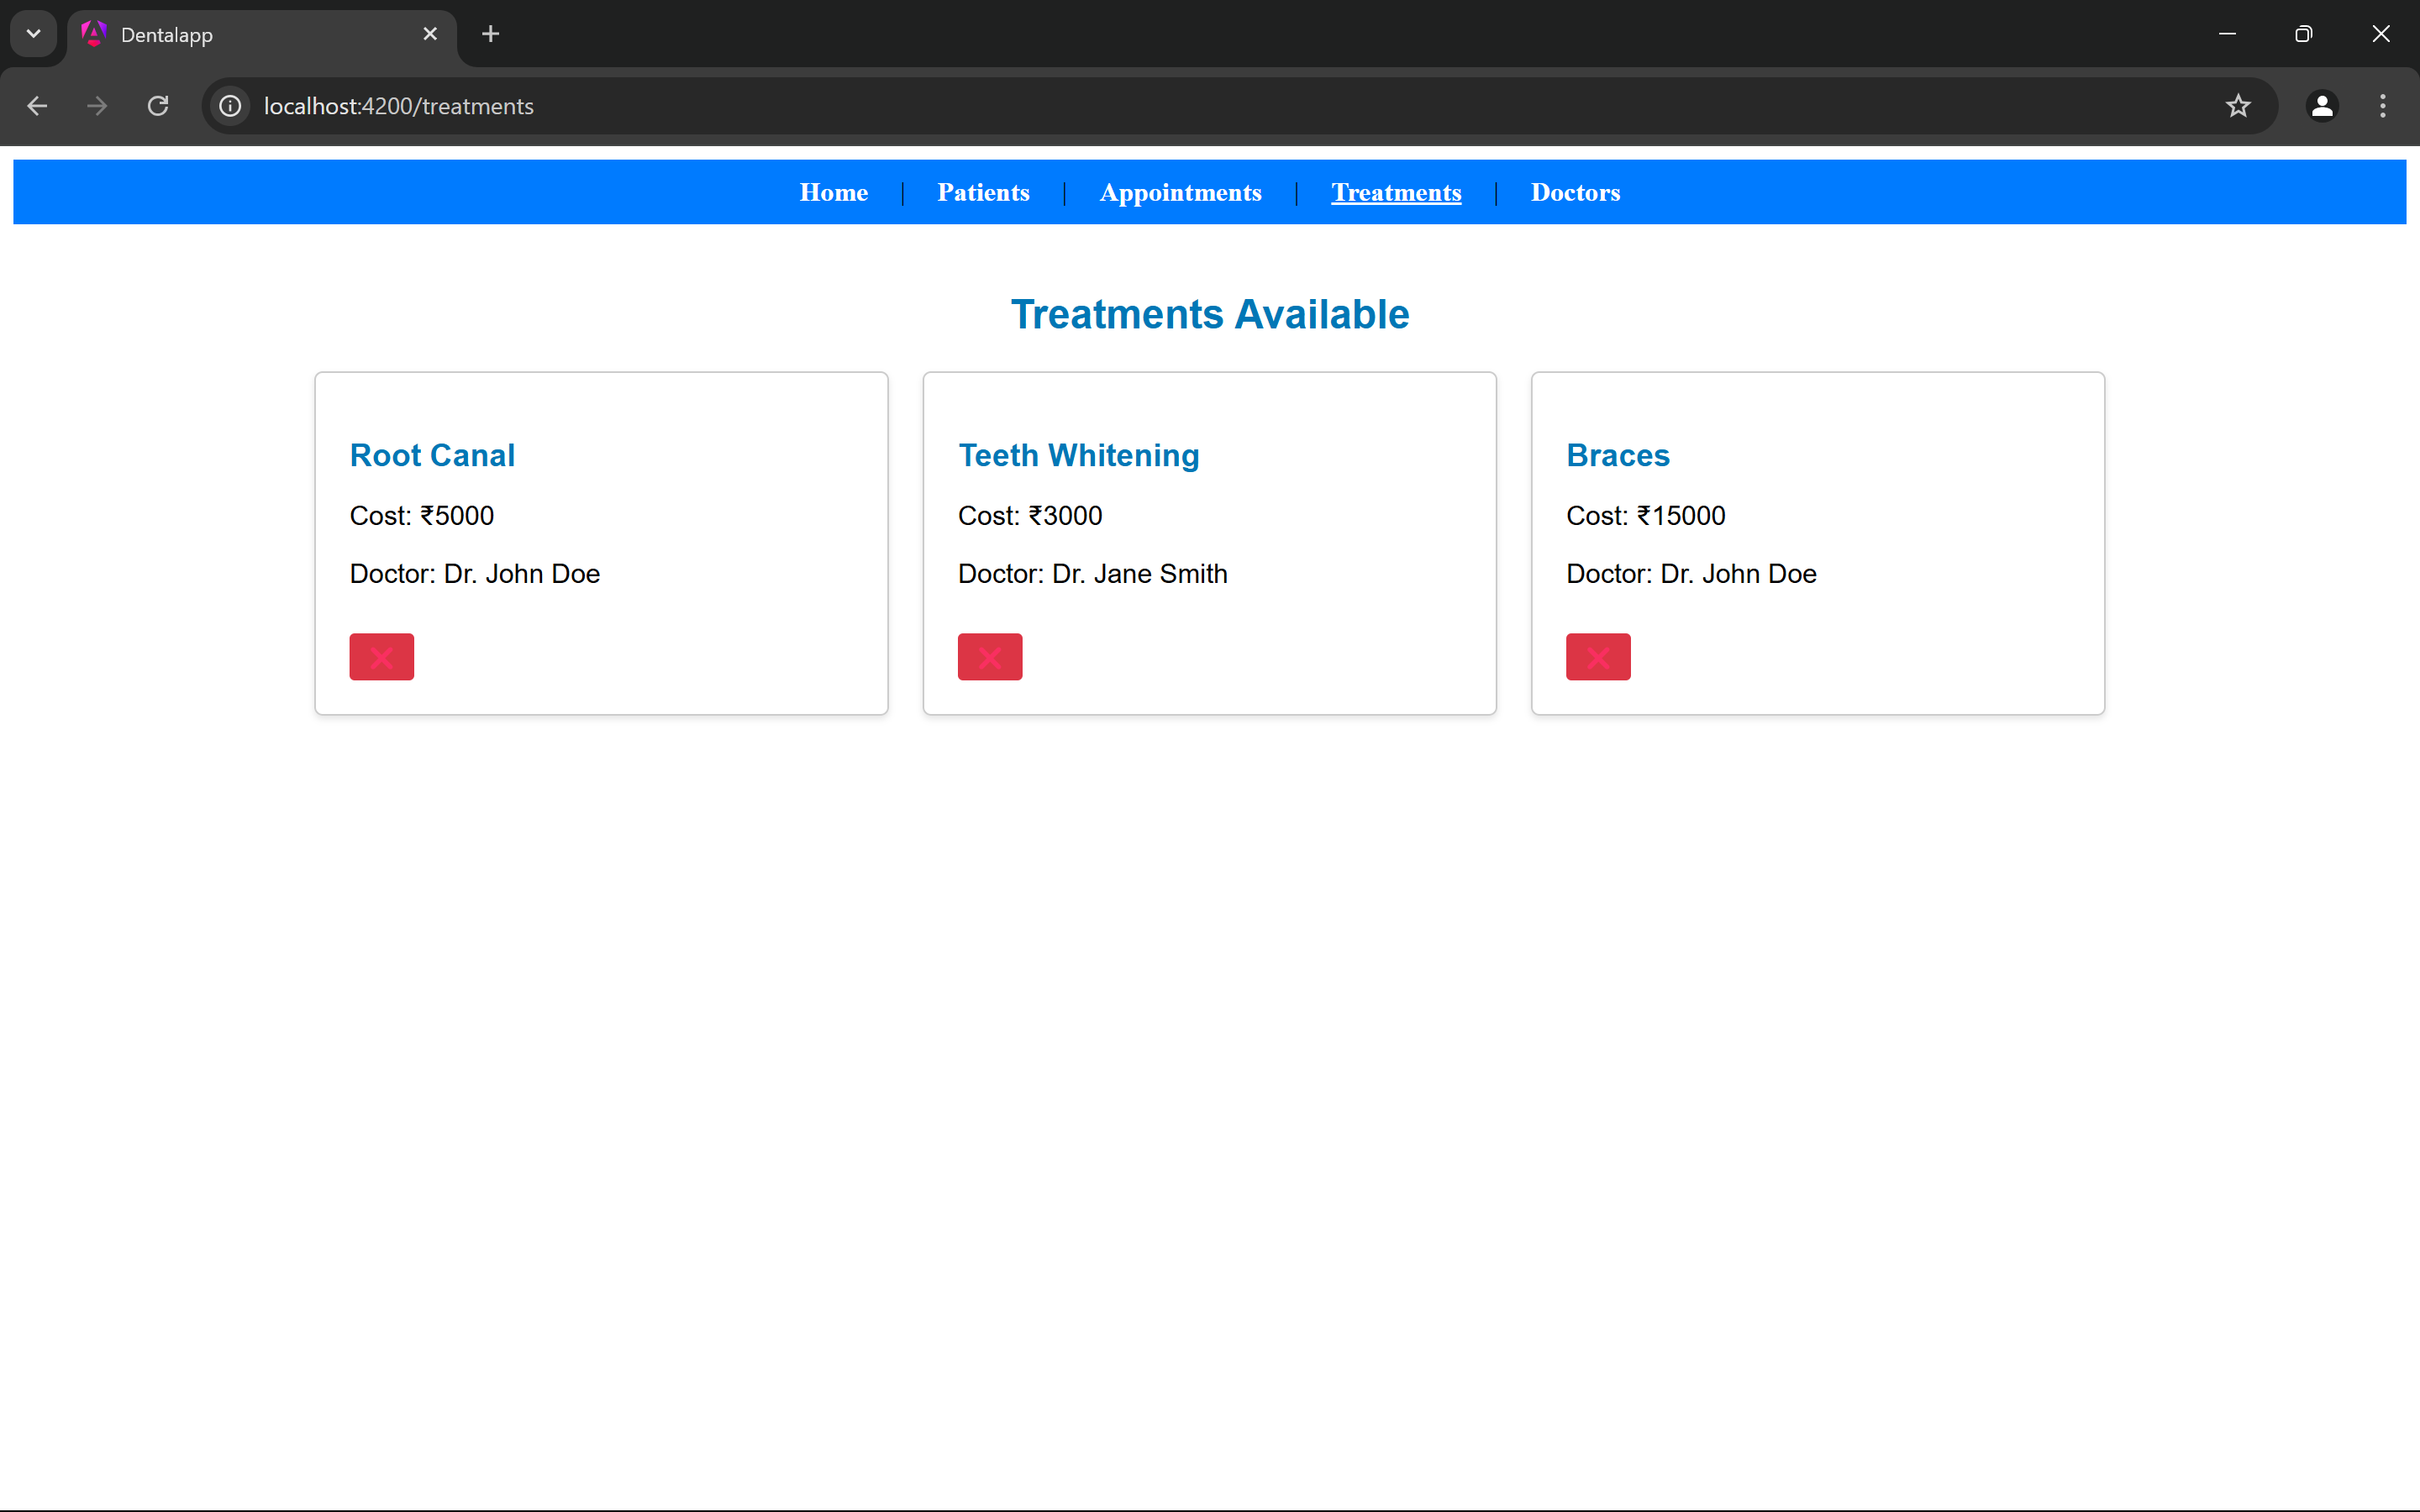 Dentalapp
localhost:4200/treatments
Home | Patients | Appointments | Treatments | Doctors
Treatments Available
Root Canal
Cost: ₹5000
Doctor: Dr. John Doe
Teeth Whitening
Cost: ₹3000
Doctor: Dr. Jane Smith
Braces
Cost: ₹15000
Doctor: Dr. John Doe